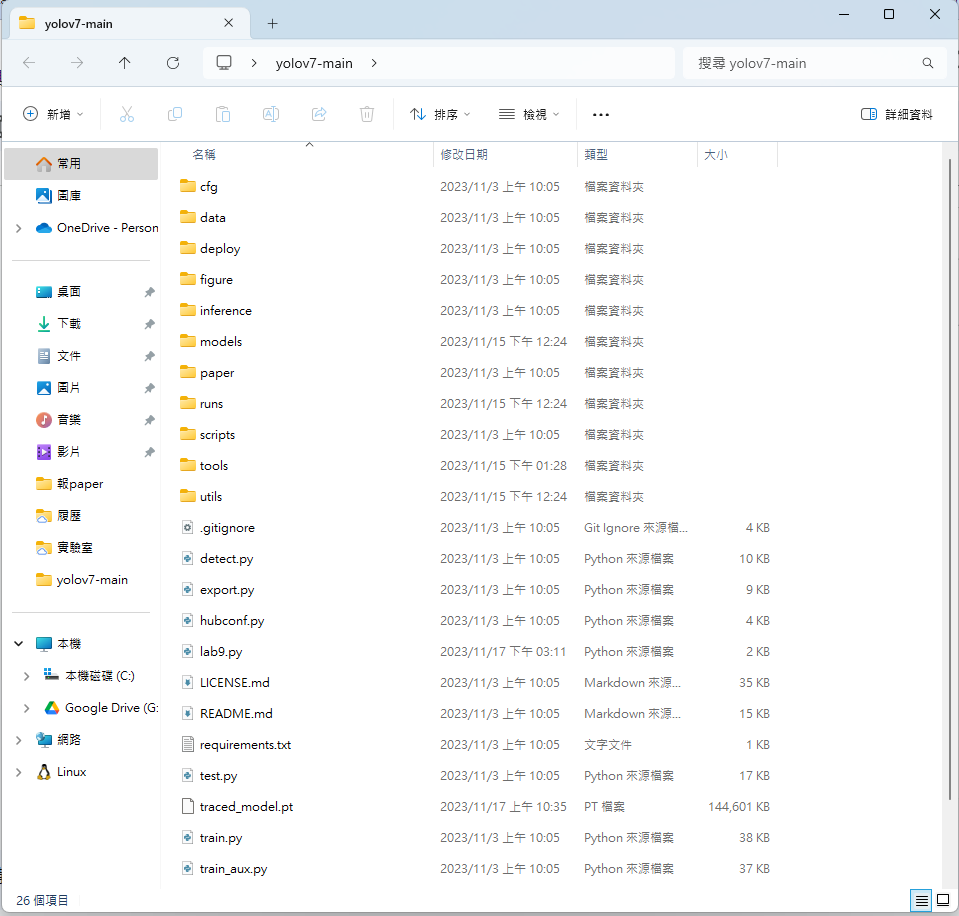 yolov7-main
yolov7-main
搜尋 yolov7-main
新增
排序
檢視
詳細資料
常用
圖庫
OneDrive - Person
桌面
下載
文件
圖片
音樂
影片
報paper
履歷
實驗室
yolov7-main
本機
本機磁碟 (C:)
Google Drive (G:
網路
Linux
名稱 修改日期 類型 大小
cfg 2023/11/3 上午 10:05 檔案資料夾
data 2023/11/3 上午 10:05 檔案資料夾
deploy 2023/11/3 上午 10:05 檔案資料夾
figure 2023/11/3 上午 10:05 檔案資料夾
inference 2023/11/3 上午 10:05 檔案資料夾
models 2023/11/15 下午 12:24 檔案資料夾
paper 2023/11/3 上午 10:05 檔案資料夾
runs 2023/11/15 下午 12:24 檔案資料夾
scripts 2023/11/3 上午 10:05 檔案資料夾
tools 2023/11/15 下午 01:28 檔案資料夾
utils 2023/11/15 下午 12:24 檔案資料夾
.gitignore 2023/11/3 上午 10:05 Git Ignore 來源檔... 4 KB
detect.py 2023/11/3 上午 10:05 Python 來源檔案 10 KB
export.py 2023/11/3 上午 10:05 Python 來源檔案 9 KB
hubconf.py 2023/11/3 上午 10:05 Python 來源檔案 4 KB
lab9.py 2023/11/17 下午 03:11 Python 來源檔案 2 KB
LICENSE.md 2023/11/3 上午 10:05 Markdown 來源... 35 KB
README.md 2023/11/3 上午 10:05 Markdown 來源... 15 KB
requirements.txt 2023/11/3 上午 10:05 文字文件 1 KB
test.py 2023/11/3 上午 10:05 Python 來源檔案 17 KB
traced_model.pt 2023/11/17 上午 10:35 PT 檔案 144,601 KB
train.py 2023/11/3 上午 10:05 Python 來源檔案 38 KB
train_aux.py 2023/11/3 上午 10:05 Python 來源檔案 37 KB
26 個項目